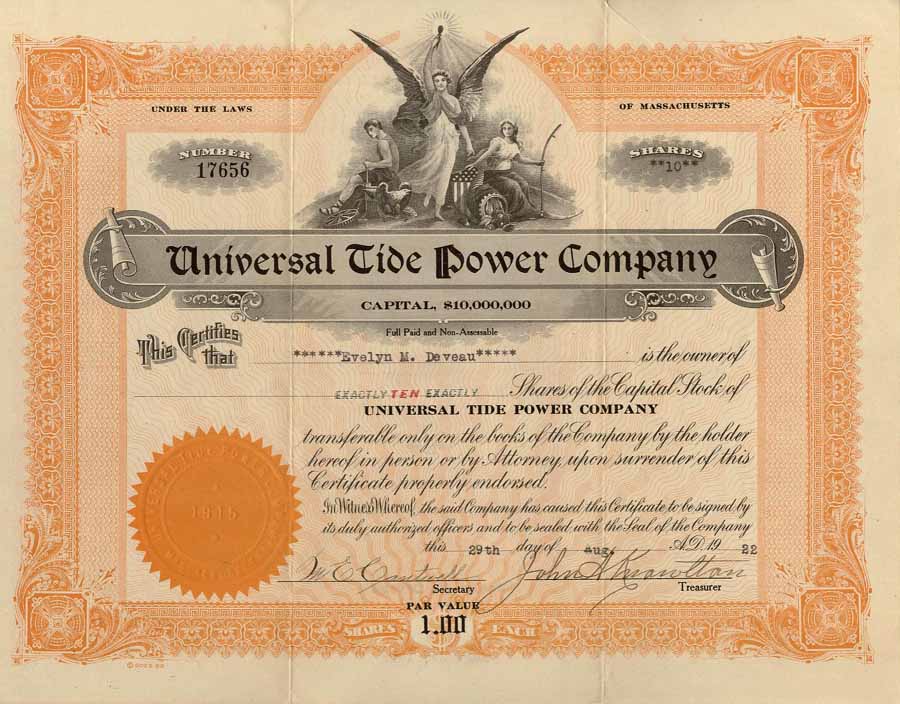 UNDER THE LAWS
OF MASSACHUSETTS
NUMBER
17656
SHARES
**10**
Universal Tide Power Company
CAPITAL, $10,000,000
Full Paid and Non-Assessable
This Certifies
that
******Evelyn M. Deveau*****
is the owner of
EXACTLY TEN EXACTLY Shares of the Capital Stock of
UNIVERSAL TIDE POWER COMPANY
transferable only on the books of the Company by the holder
hereof in person or by Attorney, upon surrender of this
Certificate properly endorsed.
In Witness Whereof, the said Company has caused this Certificate to be signed by
its duly authorized officers and to be sealed with the Seal of the Company
this 29th day of Aug. A.D. 19 22
John A Knowlton
Secretary
Treasurer
PAR VALUE
SHARES 1.00 EACH
1915